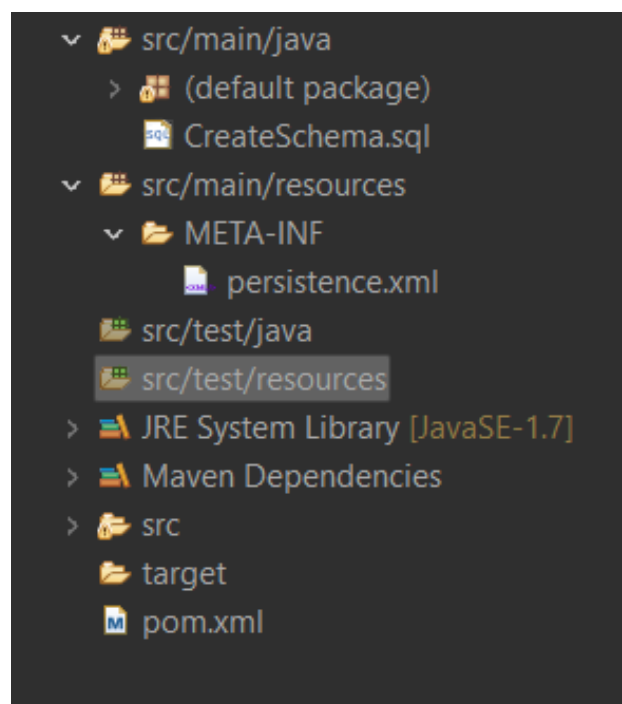 src/main/java
(default package)
SQL CreateSchema.sql
src/main/resources
META-INF
persistence.xml
src/test/java
src/test/resources
JRE System Library [JavaSE-1.7]
Maven Dependencies
src
target
M pom.xml